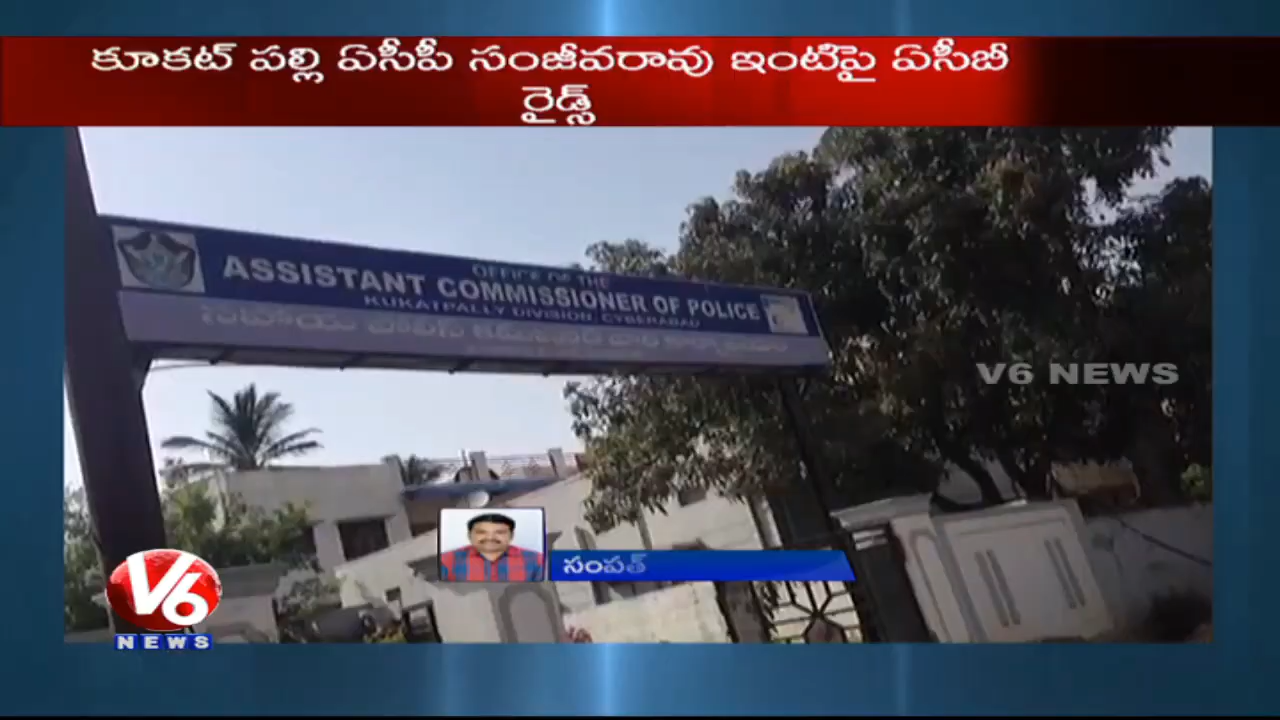 కూకట్ పల్లి ఏసీపీ సంజీవరావు ఇంటిపై ఏసీబీ
రైడ్స్
OFFICE OF THE
ASSISTANT COMMISSIONER OF POLICE
KUKATPALLY DIVISION, CYBERABAD
V6 NEWS
సంపత్
V6
NEWS